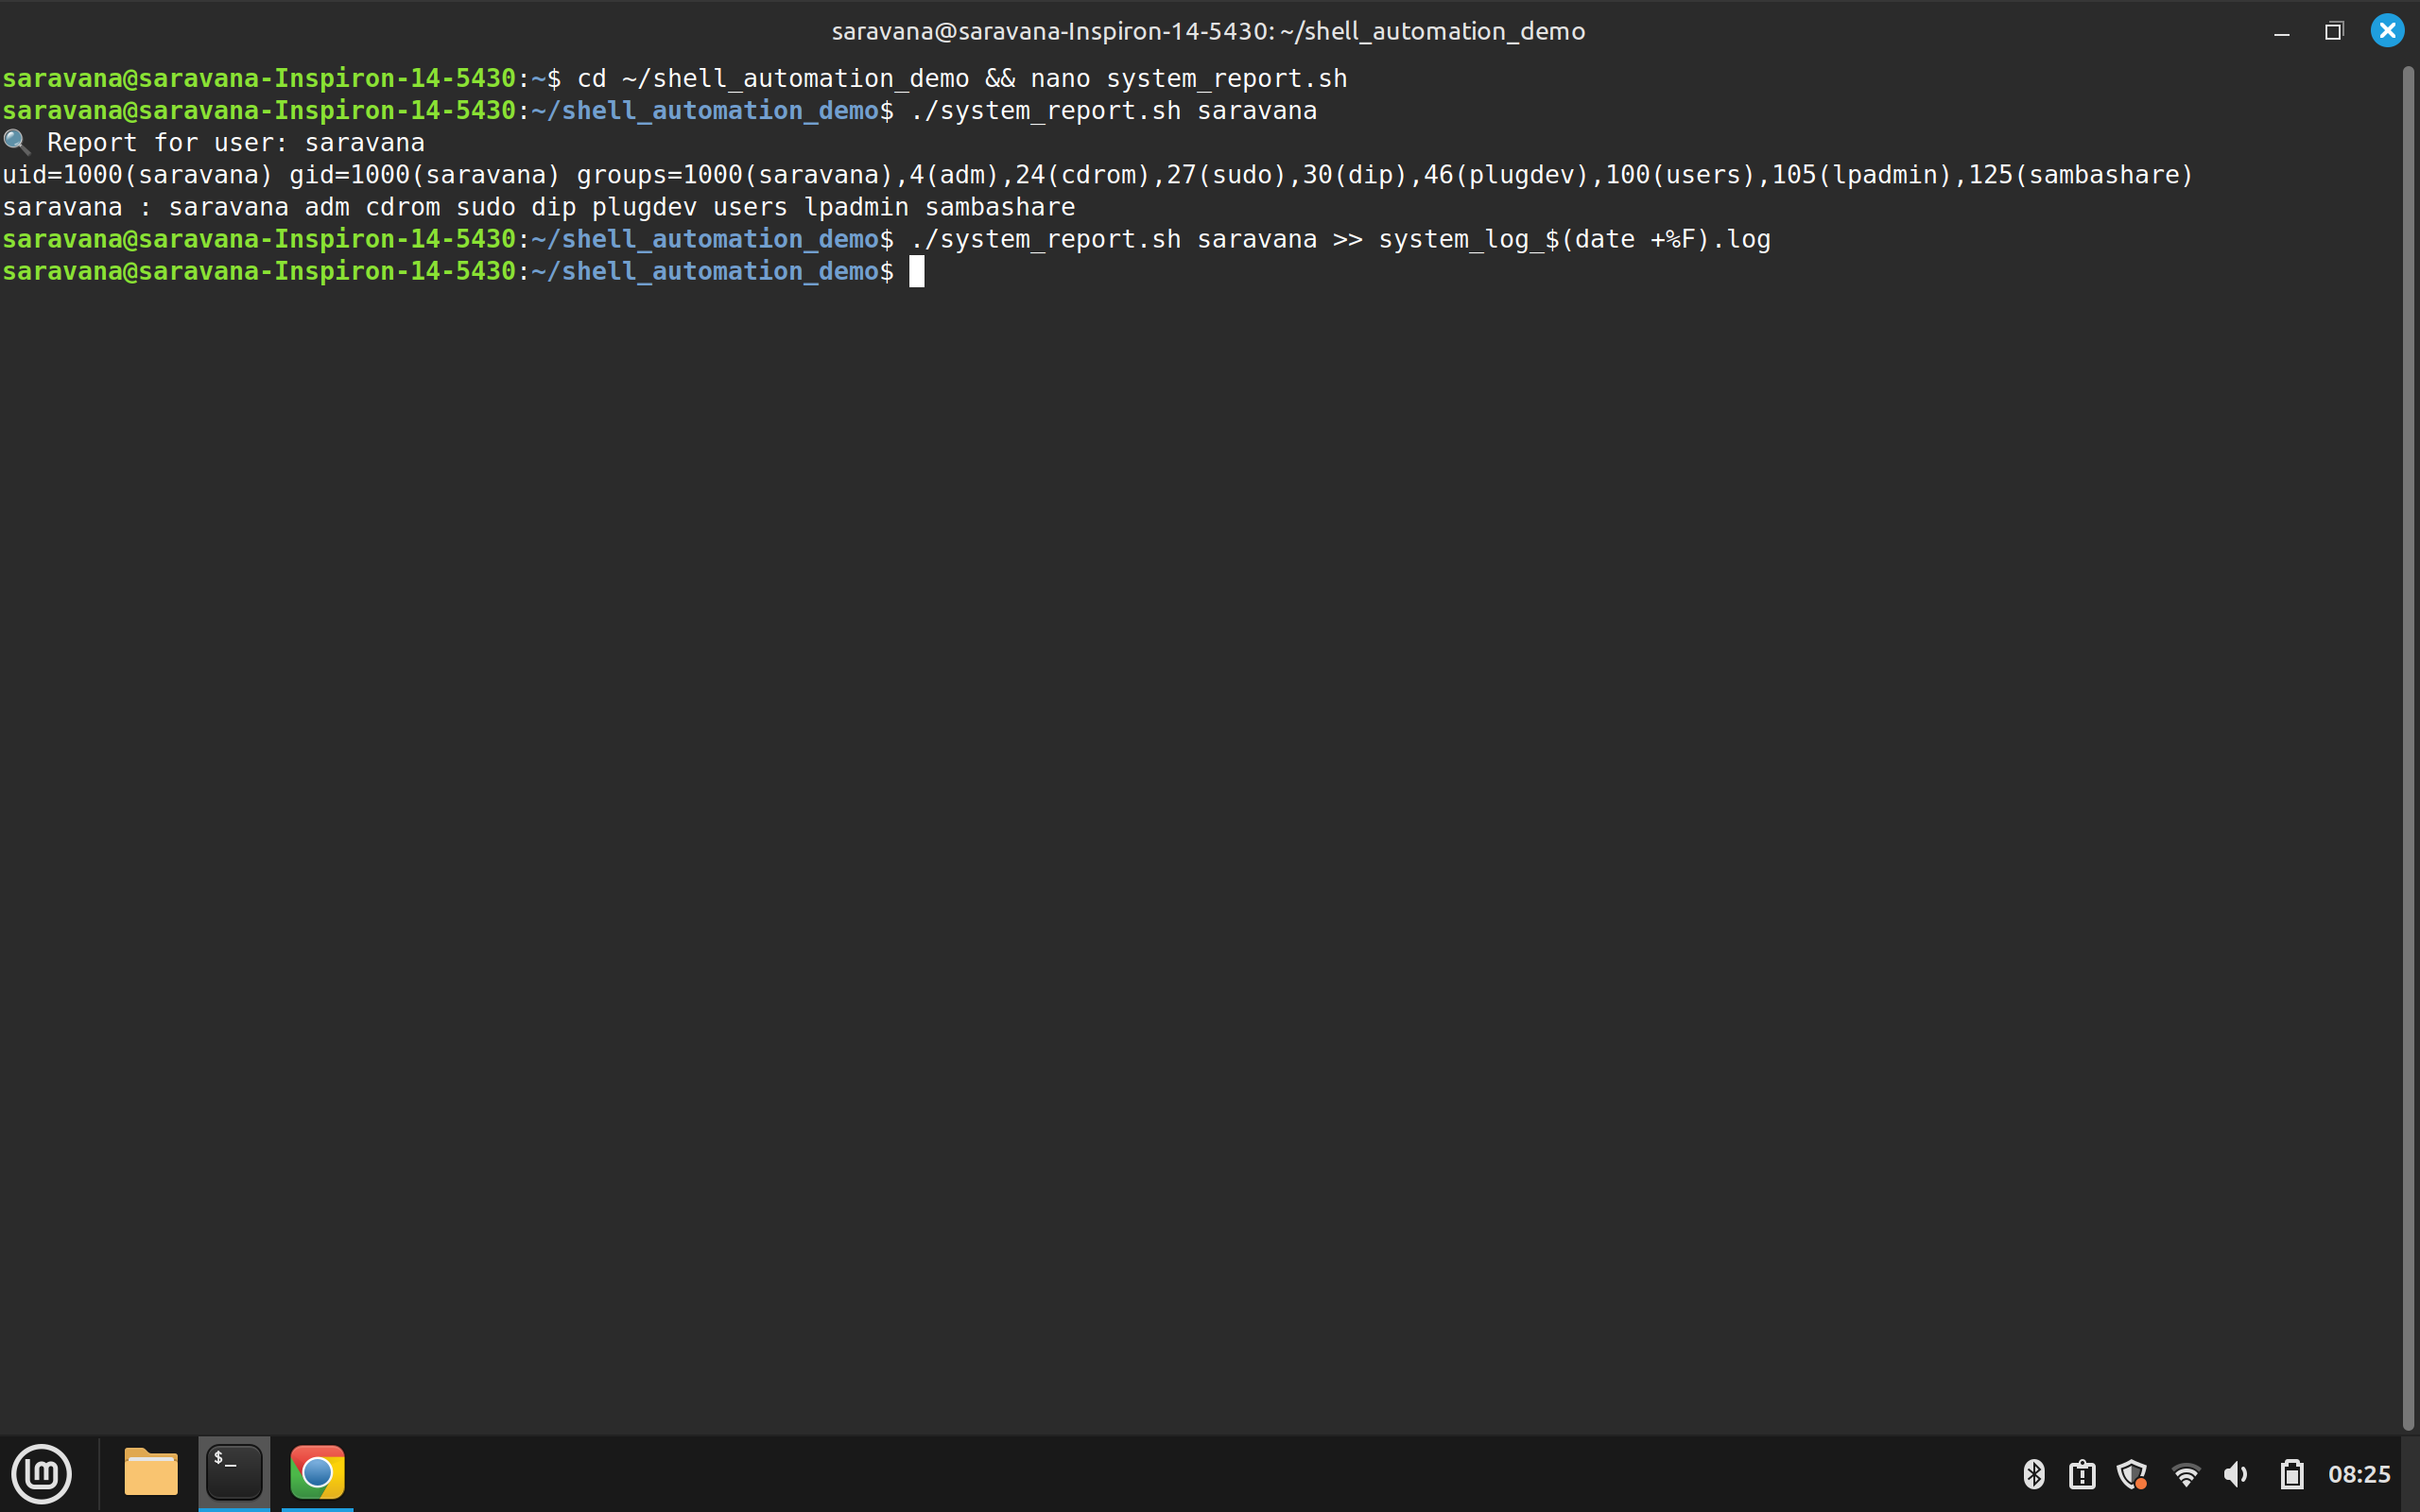 saravana@saravana-Inspiron-14-5430: ~/shell_automation_demo
saravana@saravana-Inspiron-14-5430:~$ cd ~/shell_automation_demo && nano system_report.sh
saravana@saravana-Inspiron-14-5430:~/shell_automation_demo$ ./system_report.sh saravana
🔍 Report for user: saravana
uid=1000(saravana) gid=1000(saravana) groups=1000(saravana),4(adm),24(cdrom),27(sudo),30(dip),46(plugdev),100(users),105(lpadmin),125(sambashare)
saravana : saravana adm cdrom sudo dip plugdev users lpadmin sambashare
saravana@saravana-Inspiron-14-5430:~/shell_automation_demo$ ./system_report.sh saravana >> system_log_$(date +%F).log
saravana@saravana-Inspiron-14-5430:~/shell_automation_demo$
$_
08:25